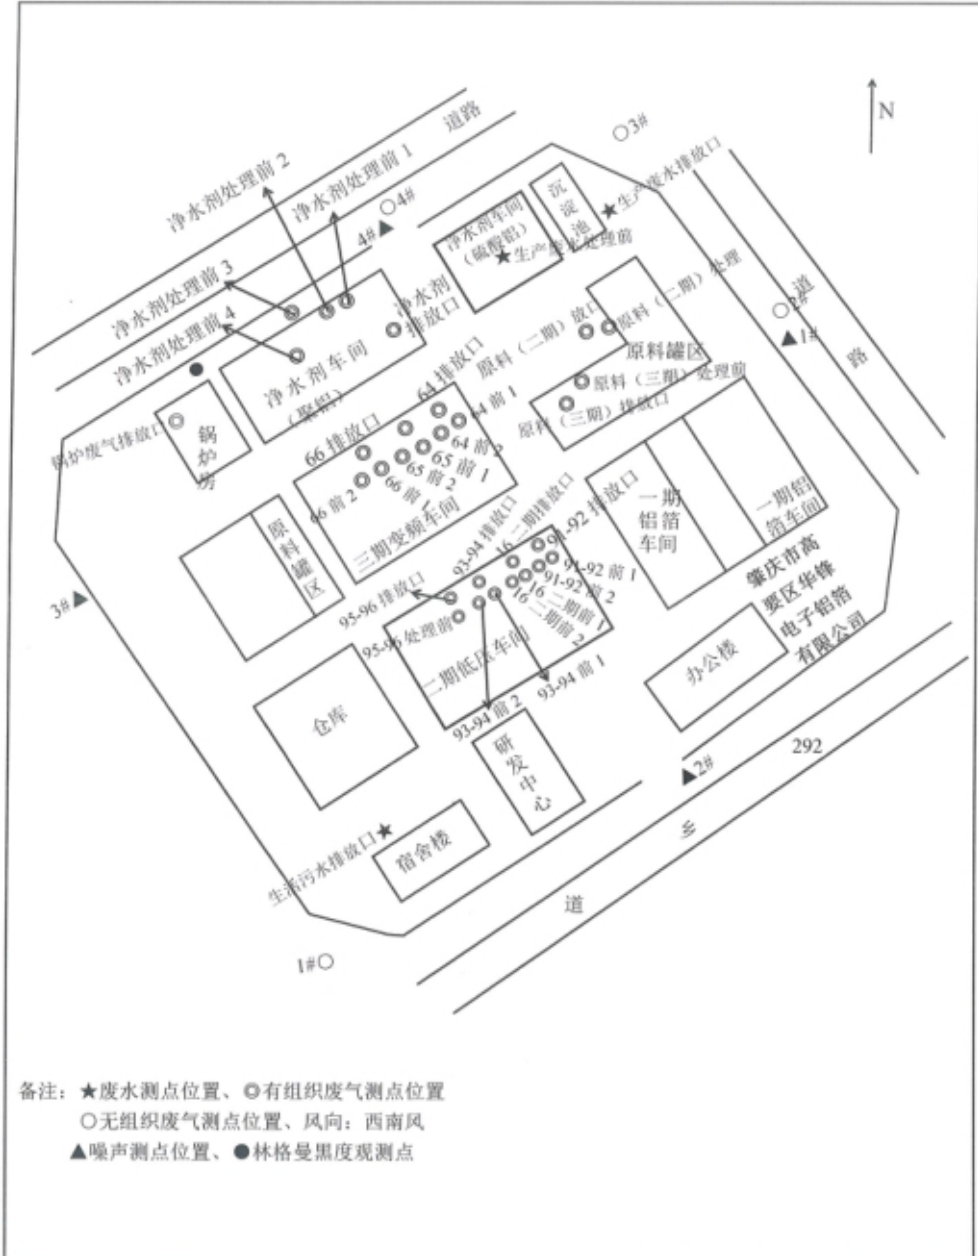 N
道路
3#
净水剂处理前 1
净水剂处理前 2
4#
4#
净水剂处理前 3
净水剂处理前 4
净水剂车间
（硫酸铝）
沉淀池
生产废水排放口
生产废水处理前
净水剂
排放口
净水剂车间
（聚铝）
2#
1#
道
路
锅炉废气排放口
锅炉房
原料（二期）放口
原料（二期）处理
原料罐区
原料（三期）处理前
原料（三期）排放口
64 排放口
66 排放口
64 前 1
64 前 2
65 前 1
65 前 2
66 前 1
66 前 2
三期变频车间
原料罐区
一期
铝箔
车间
一期铝
箔车间
93-94 排放口
16 二期排放口
91-92 排放口
91-92 前 1
91-92 前 2
16 二期前 1
16 二期前 2
95-96 排放口
95-96 处理前
二期低压车间
93-94 前 1
93-94 前 2
3#
肇庆市高
要区华锋
电子铝箔
有限公司
办公楼
仓库
研发中心
2#
292
道
生活污水排放口
宿舍楼
1#
备注：★废水测点位置、◎有组织废气测点位置
○无组织废气测点位置、风向：西南风
▲噪声测点位置、●林格曼黑度观测点